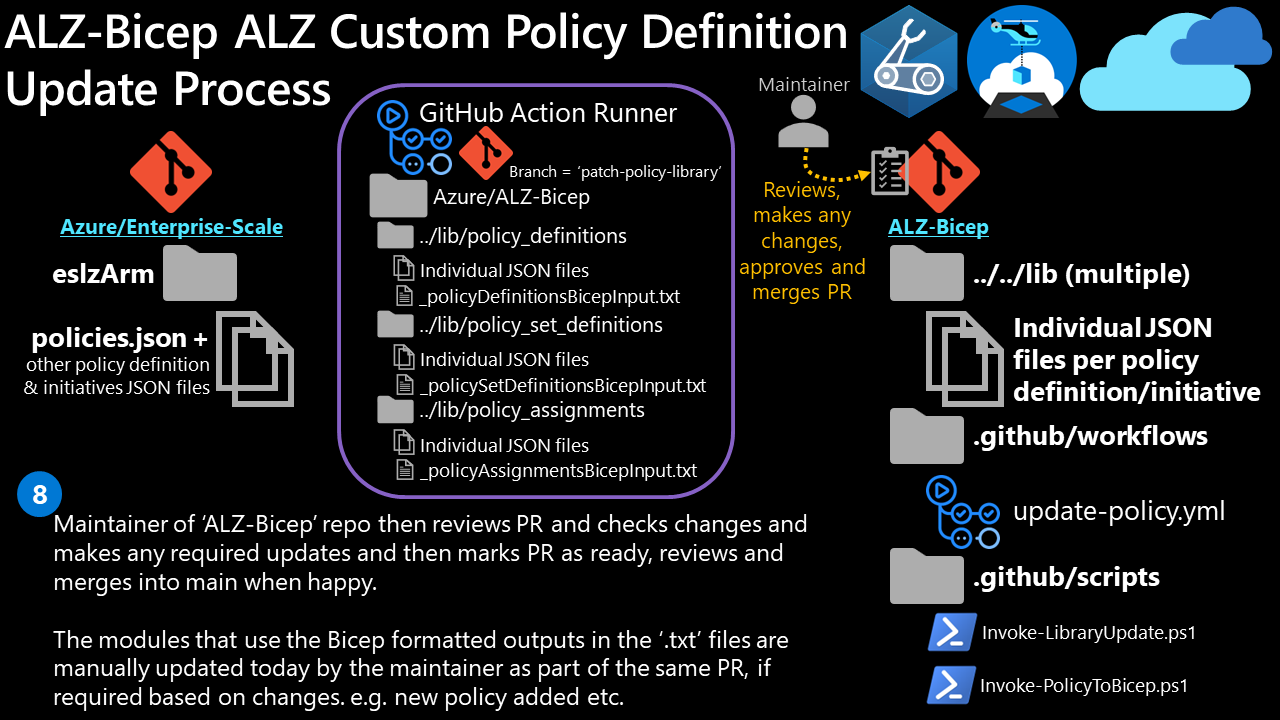 ALZ-Bicep ALZ Custom Policy Definition
Update Process
Azure/Enterprise-Scale
eslzArm
policies.json +
other policy definition
& initiatives JSON files
GitHub Action Runner
Branch = ‘patch-policy-library’
Azure/ALZ-Bicep
../lib/policy_definitions
Individual JSON files
_policyDefinitionsBicepInput.txt
../lib/policy_set_definitions
Individual JSON files
_policySetDefinitionsBicepInput.txt
../lib/policy_assignments
Individual JSON files
_policyAssignmentsBicepInput.txt
Maintainer
Reviews,
makes any
changes,
approves and
merges PR
ALZ-Bicep
../../lib (multiple)
Individual JSON
files per policy
definition/initiative
.github/workflows
update-policy.yml
.github/scripts
Invoke-LibraryUpdate.ps1
Invoke-PolicyToBicep.ps1
8
Maintainer of ‘ALZ-Bicep’ repo then reviews PR and checks changes and
makes any required updates and then marks PR as ready, reviews and
merges into main when happy.
The modules that use the Bicep formatted outputs in the ‘.txt’ files are
manually updated today by the maintainer as part of the same PR, if
required based on changes. e.g. new policy added etc.